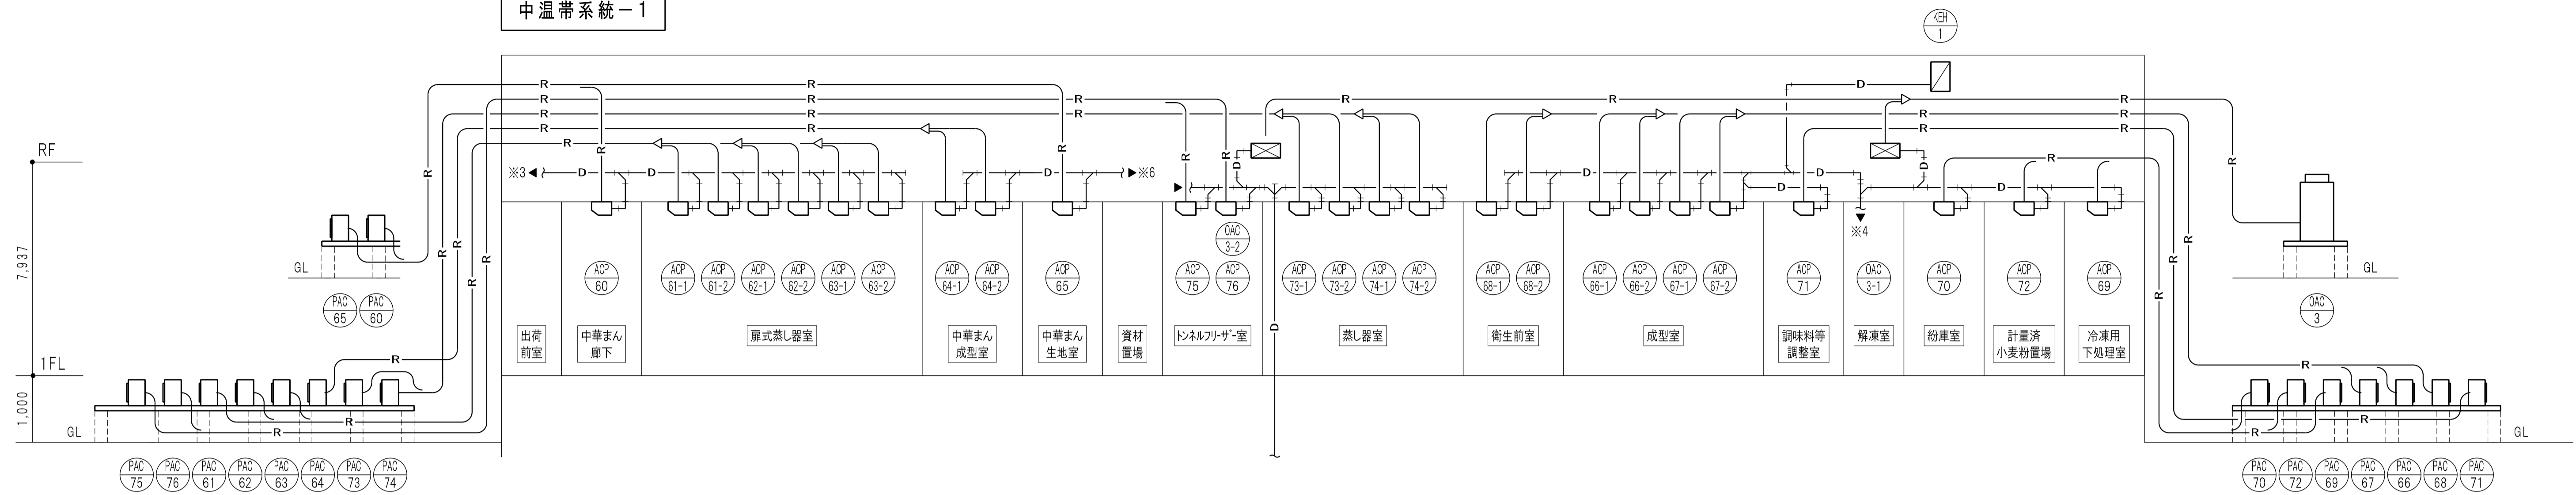 中温帯系統－1
KEH
1
R R
R R R R R R
R R R D R R
R R R
R
RF
※3 D D D ※6 D D D
R R R R R D R D R
D D
7,937
GL
PAC 65
PAC 60
R R R R R
OAC 3-2
※4
ACP 60
ACP 61-1
ACP 61-2
ACP 62-1
ACP 62-2
ACP 63-1
ACP 63-2
ACP 64-1
ACP 64-2
ACP 65
ACP 75
ACP 76
ACP 73-1
ACP 73-2
ACP 74-1
ACP 74-2
ACP 68-1
ACP 68-2
ACP 66-1
ACP 66-2
ACP 67-1
ACP 67-2
ACP 71
OAC 3-1
ACP 70
ACP 72
ACP 69
R R R R
GL
OAC 3
出荷
前室
中華まん
廊下
扉式蒸し器室
中華まん
成型室
中華まん
生地室
資材
置場
トンネルフリーザー室
D
蒸し器室
衛生前室
成型室
調味料等
調整室
解凍室
粉庫室
計量済
小麦粉置場
冷凍用
下処理室
1FL
R
R
1,000
GL
R
R
R
R
GL
PAC 75
PAC 76
PAC 61
PAC 62
PAC 63
PAC 64
PAC 73
PAC 74
PAC 70
PAC 72
PAC 69
PAC 67
PAC 66
PAC 68
PAC 71